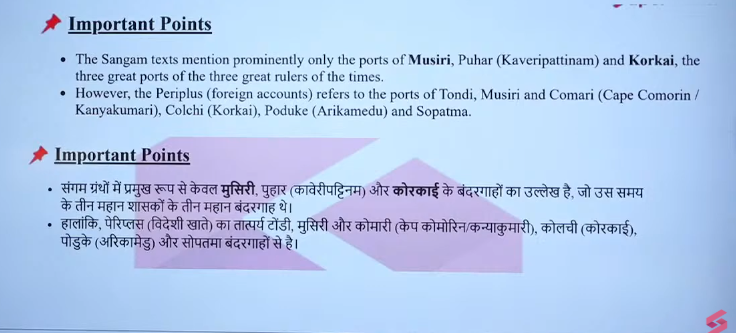 Important Points
• The Sangam texts mention prominently only the ports of Musiri, Puhar (Kaveripattinam) and Korkai, the
three great ports of the three great rulers of the times.
• However, the Periplus (foreign accounts) refers to the ports of Tondi, Musiri and Comari (Cape Comorin /
Kanyakumari), Colchi (Korkai), Poduke (Arikamedu) and Sopatma.
Important Points
• संगम ग्रंथों में प्रमुख रूप से केवल मुसिरी, पुहार (कावेरीपट्टिनम) और कोरकाई के बंदरगाहों का उल्लेख है, जो उस समय
के तीन महान शासकों के तीन महान बंदरगाह थे।
• हालांकि, पेरिप्लस (विदेशी खाते) का तात्पर्य टोंडी, मुसिरी और कोमारी (केप कोमोरिन/कन्याकुमारी), कोलची (कोरकाई),
पोडुके (अरिकामेडु) और सोपतमा बंदरगाहों से है।